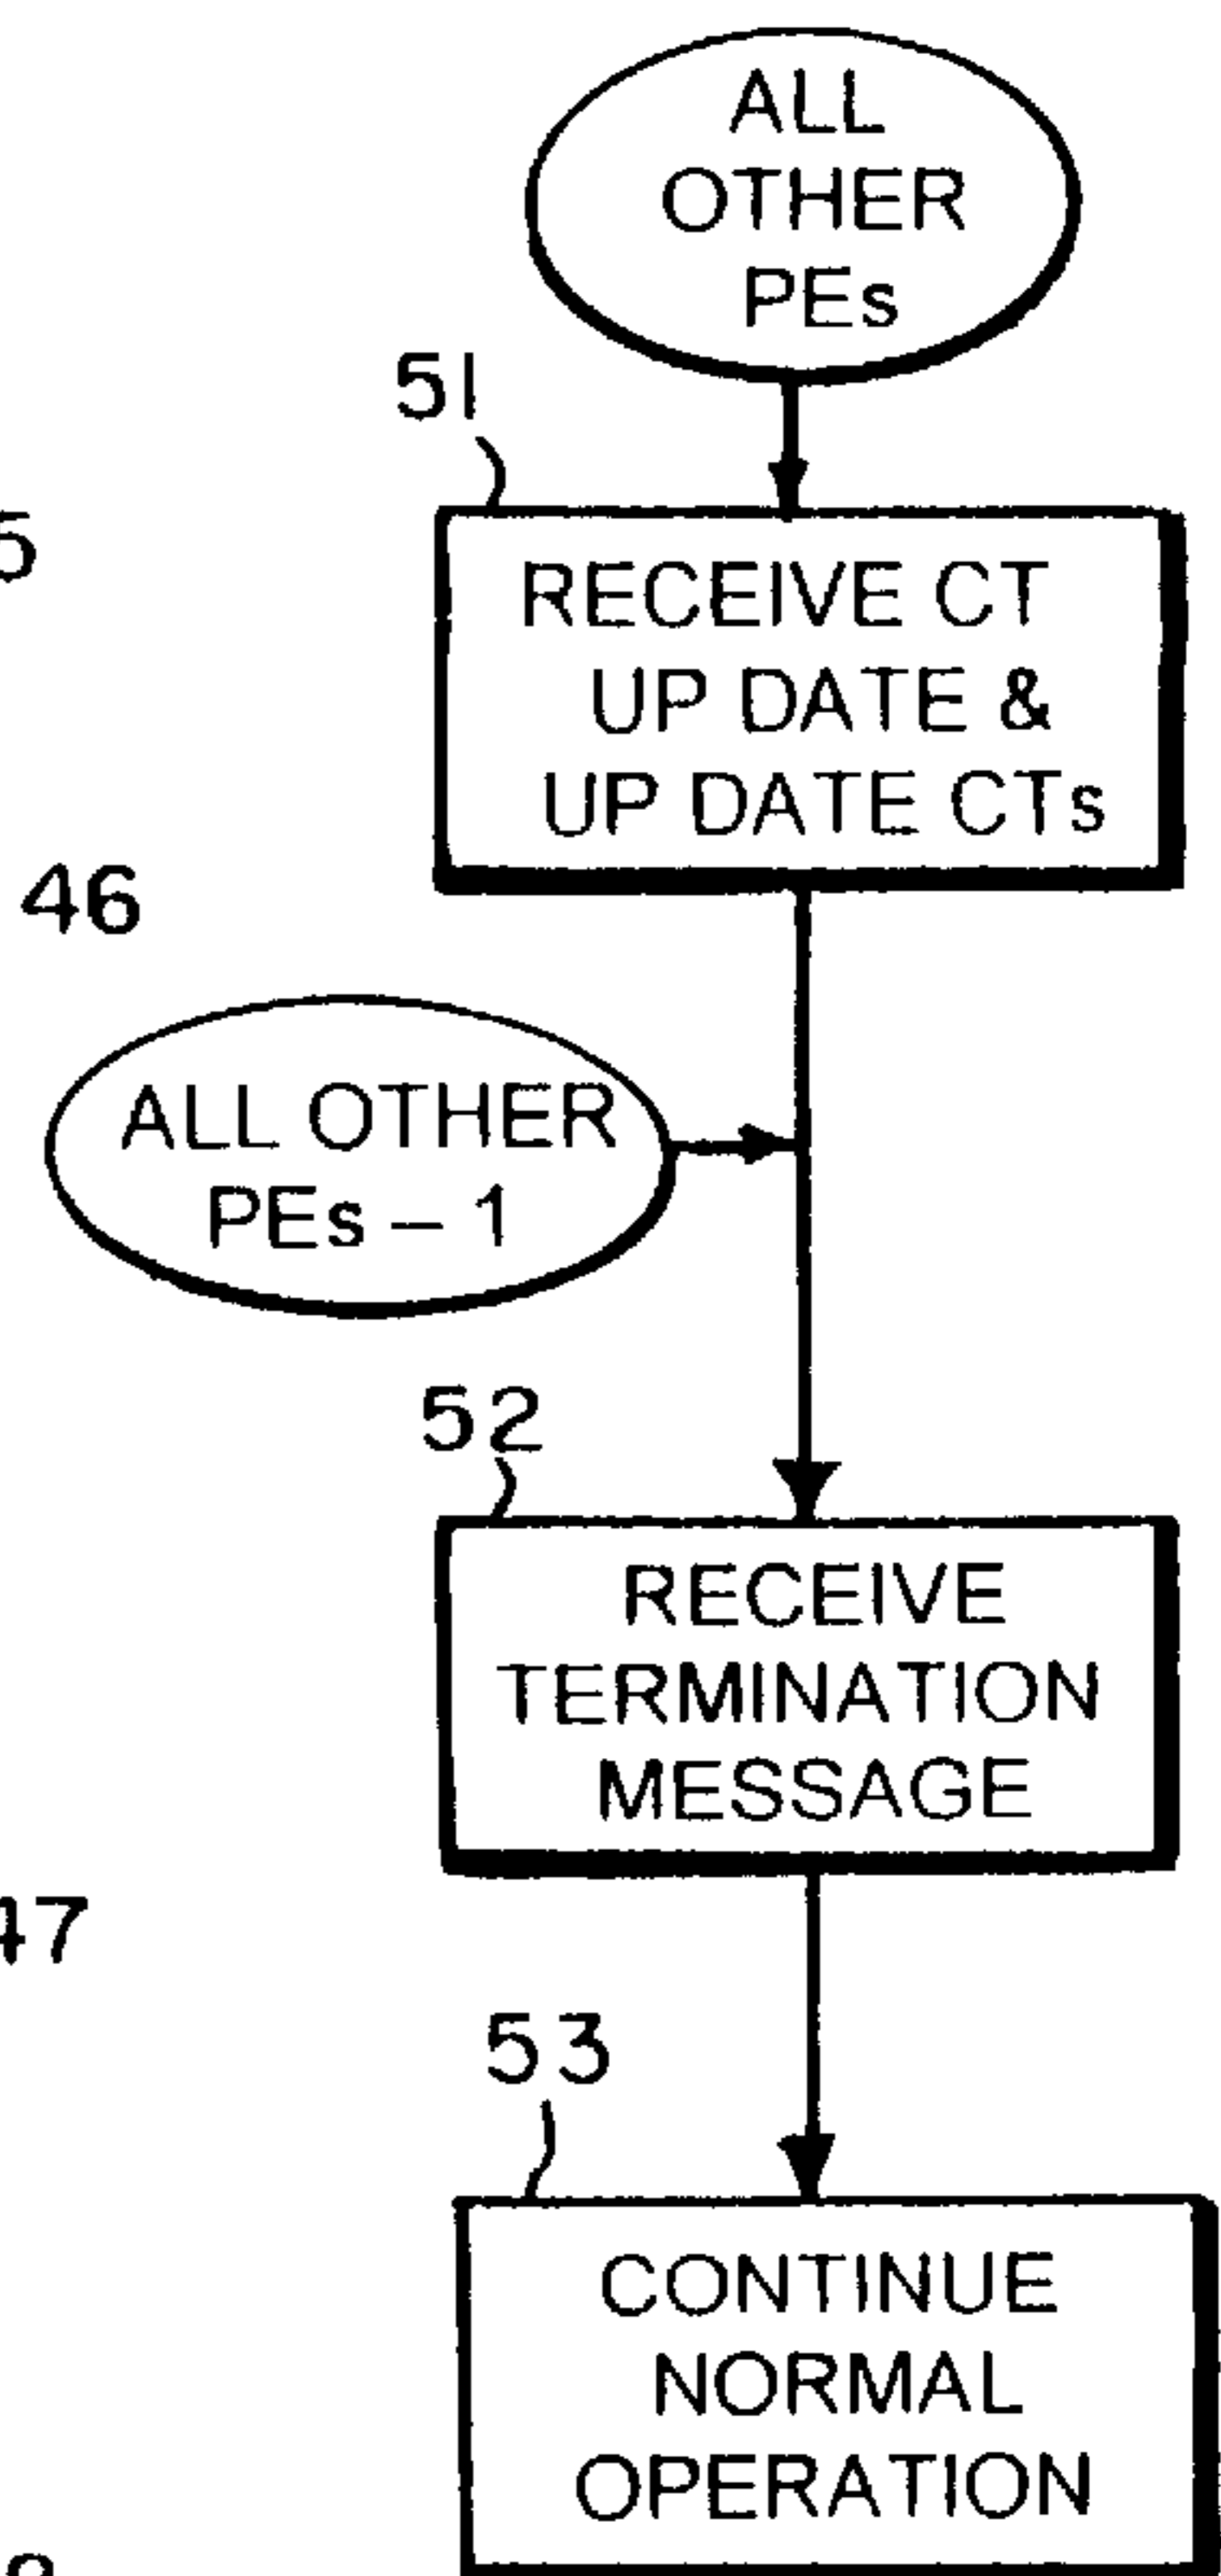 ALL
OTHER
PEs
51
5
RECEIVE CT
UP DATE &
UP DATE CTs
46
ALL OTHER
PEs – 1
52
RECEIVE
TERMINATION
MESSAGE
47
53
CONTINUE
NORMAL
OPERATION